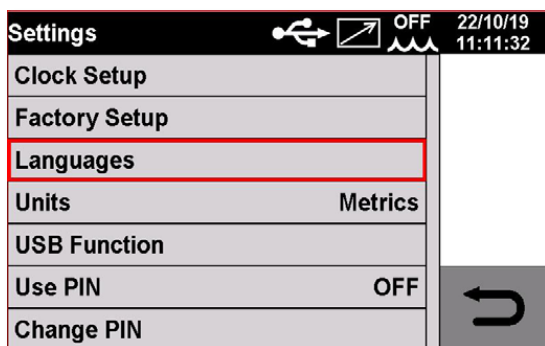 Settings
OFF
22/10/19
11:11:32
Clock Setup
Factory Setup
Languages
Units Metrics
USB Function
Use PIN OFF
Change PIN